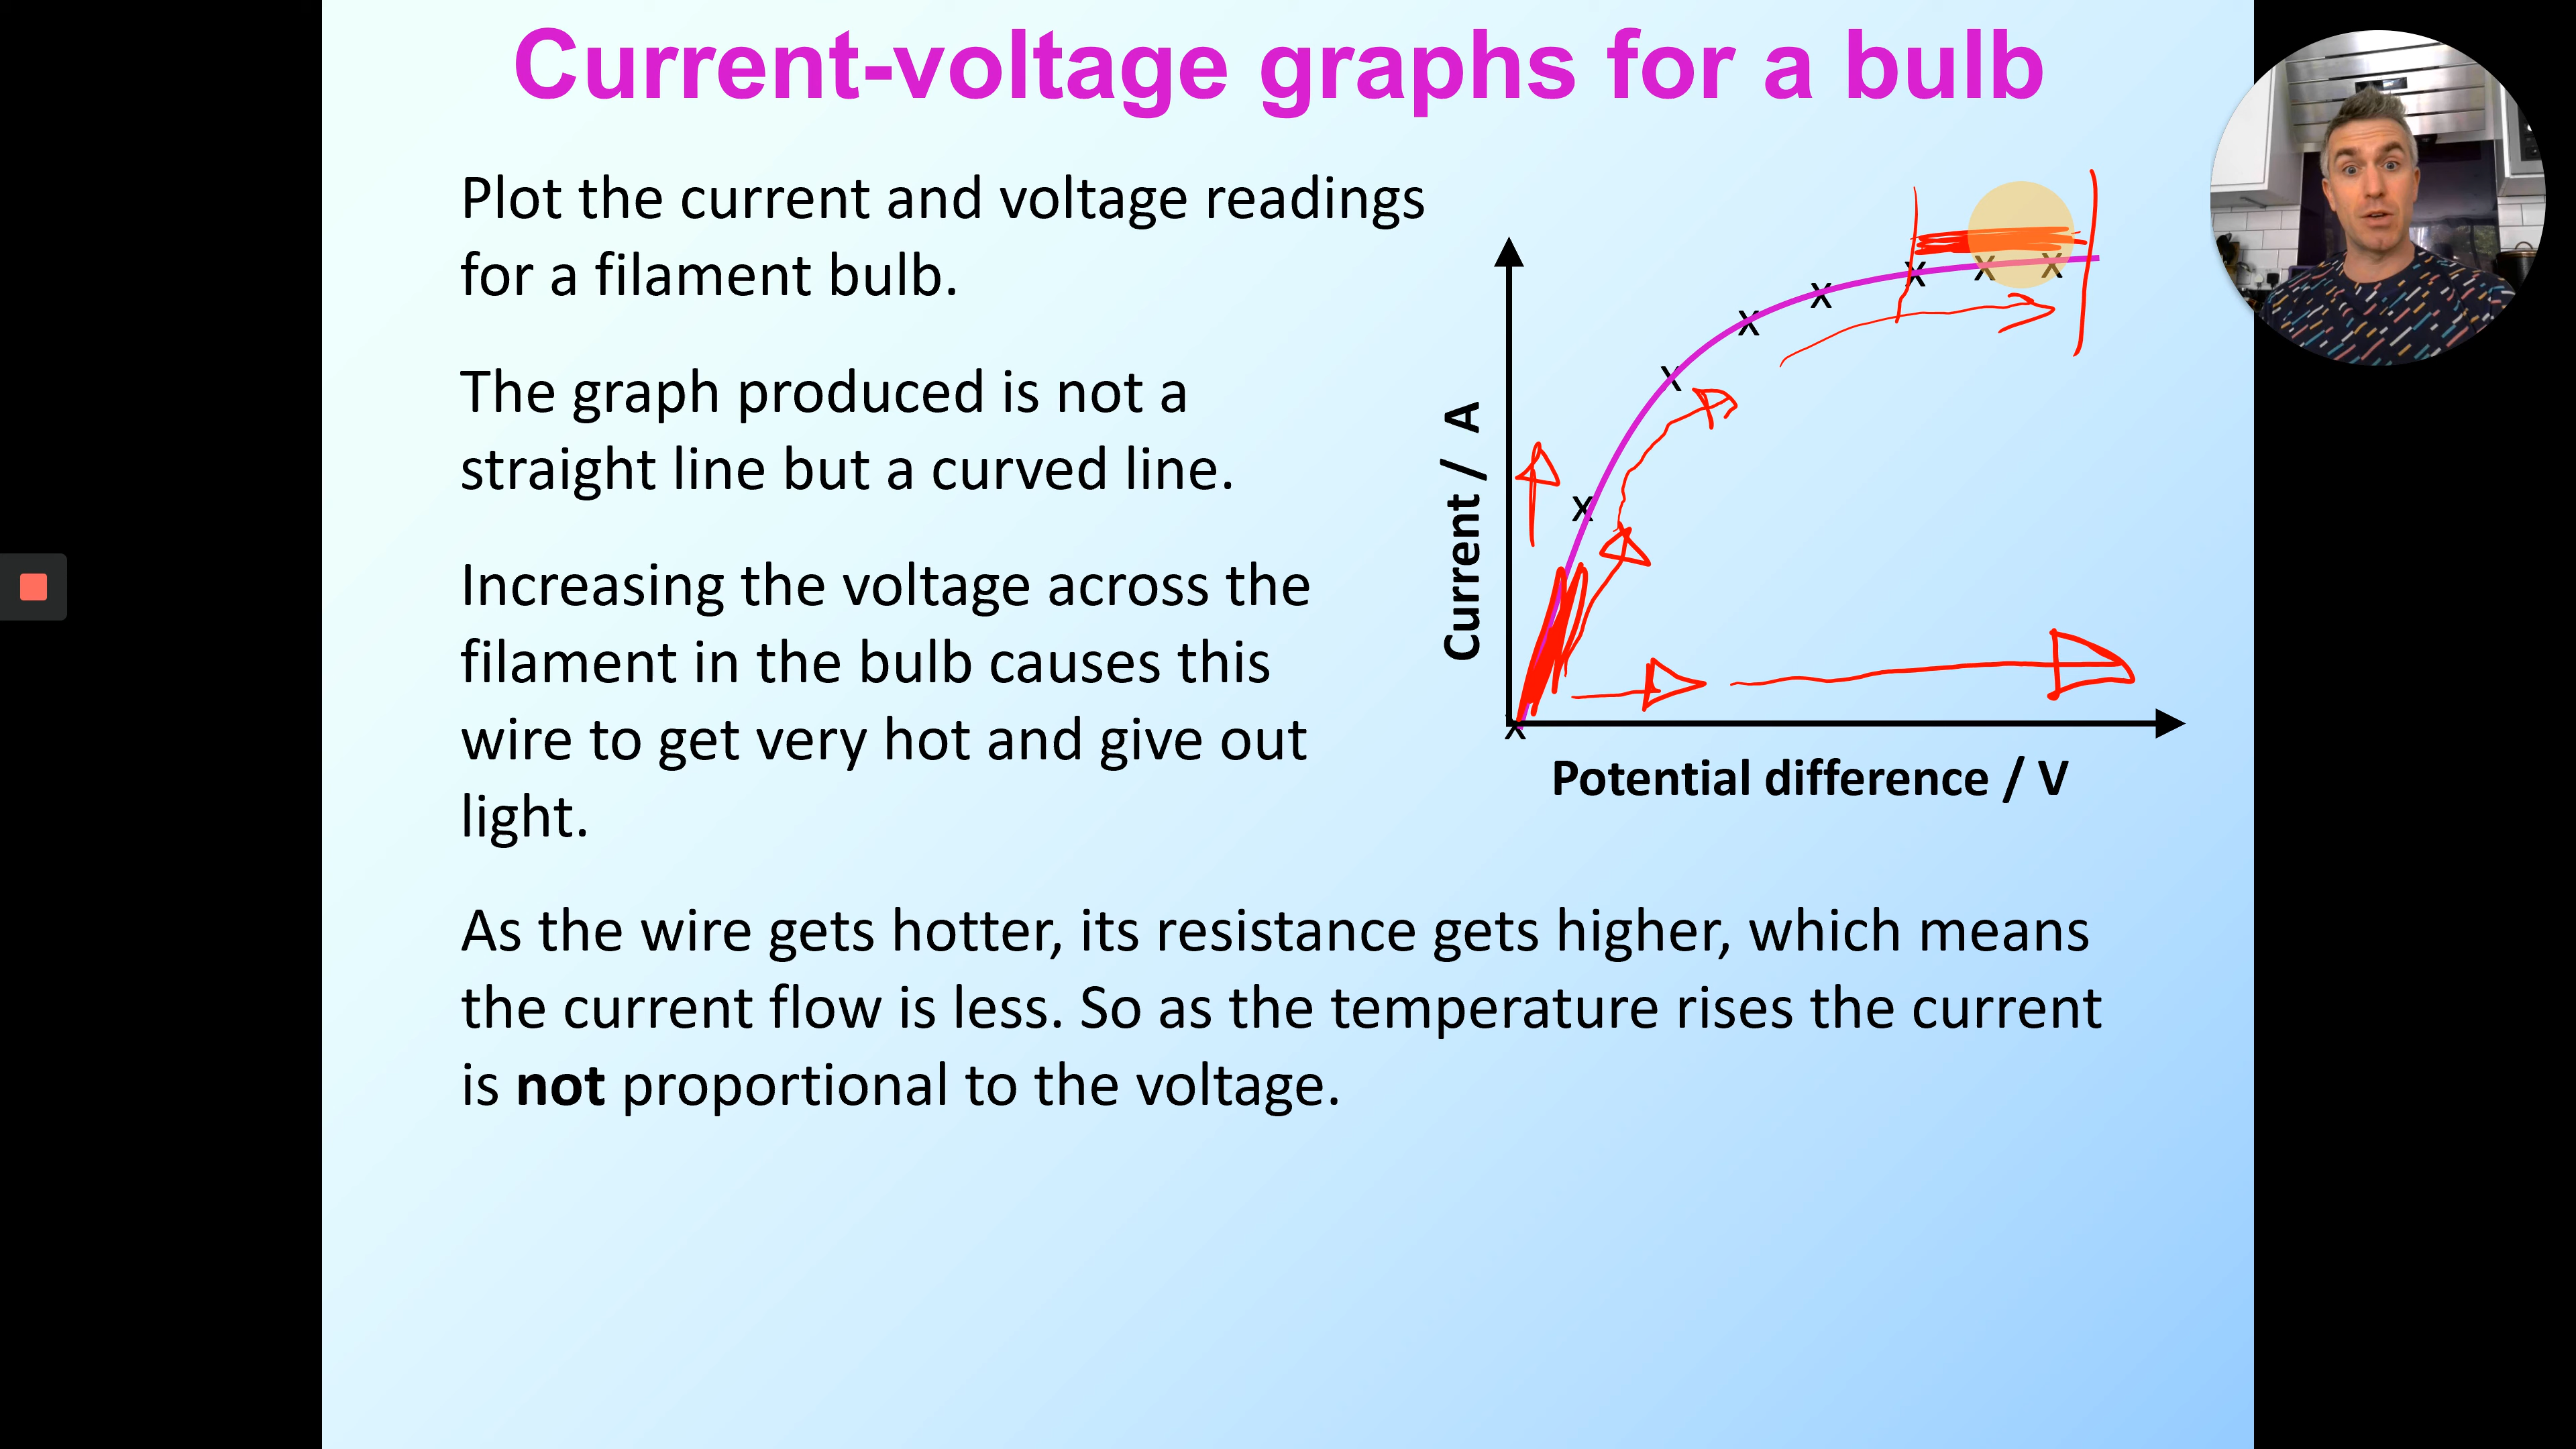 Current-voltage graphs for a bulb
Plot the current and voltage readings
for a filament bulb.
The graph produced is not a
straight line but a curved line.
Increasing the voltage across the
filament in the bulb causes this
wire to get very hot and give out
light.
Current / A
Potential difference / V
As the wire gets hotter, its resistance gets higher, which means
the current flow is less. So as the temperature rises the current
is not proportional to the voltage.